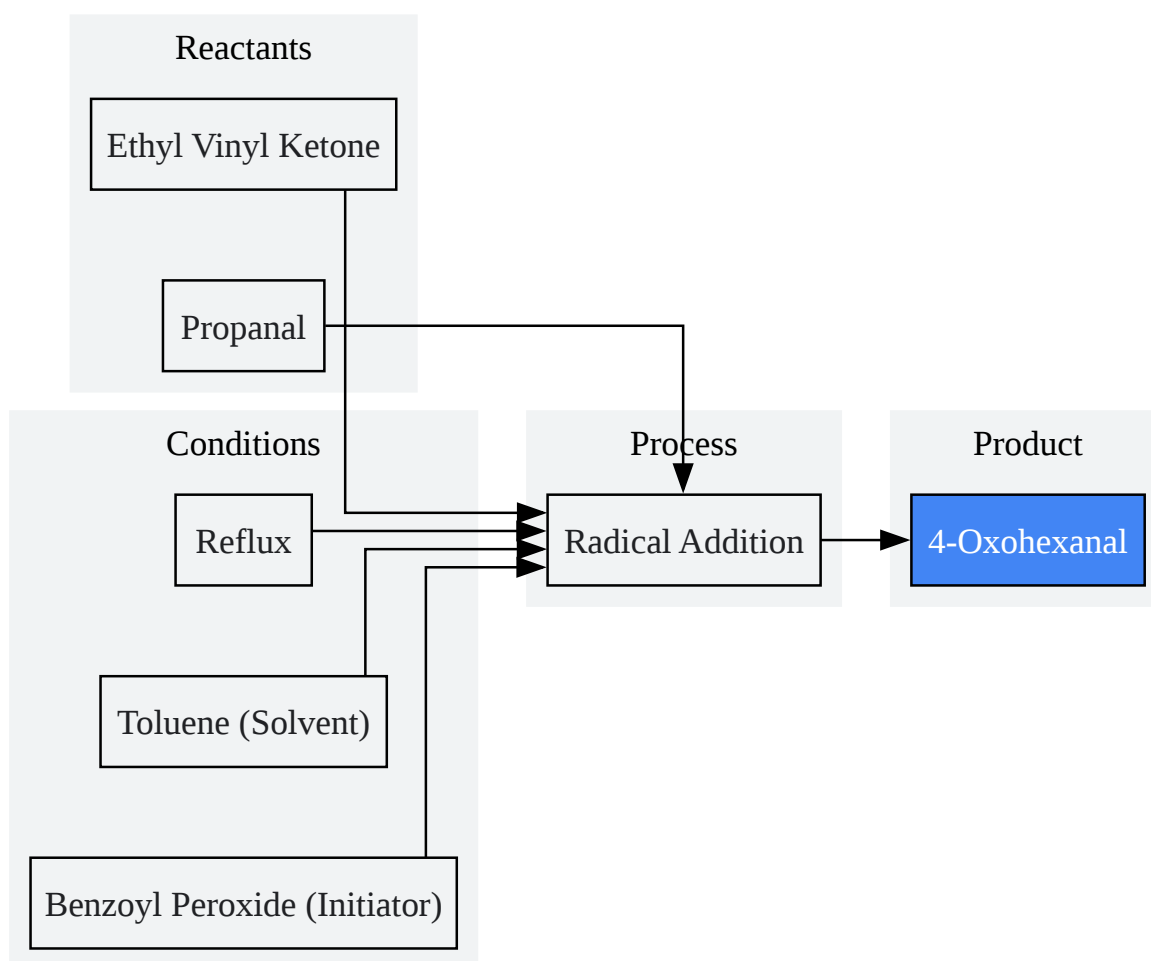 Reactants
Ethyl Vinyl Ketone
Propanal
Conditions
Reflux
Toluene (Solvent)
Benzoyl Peroxide (Initiator)
Process
Radical Addition
Product
4-Oxohexanal